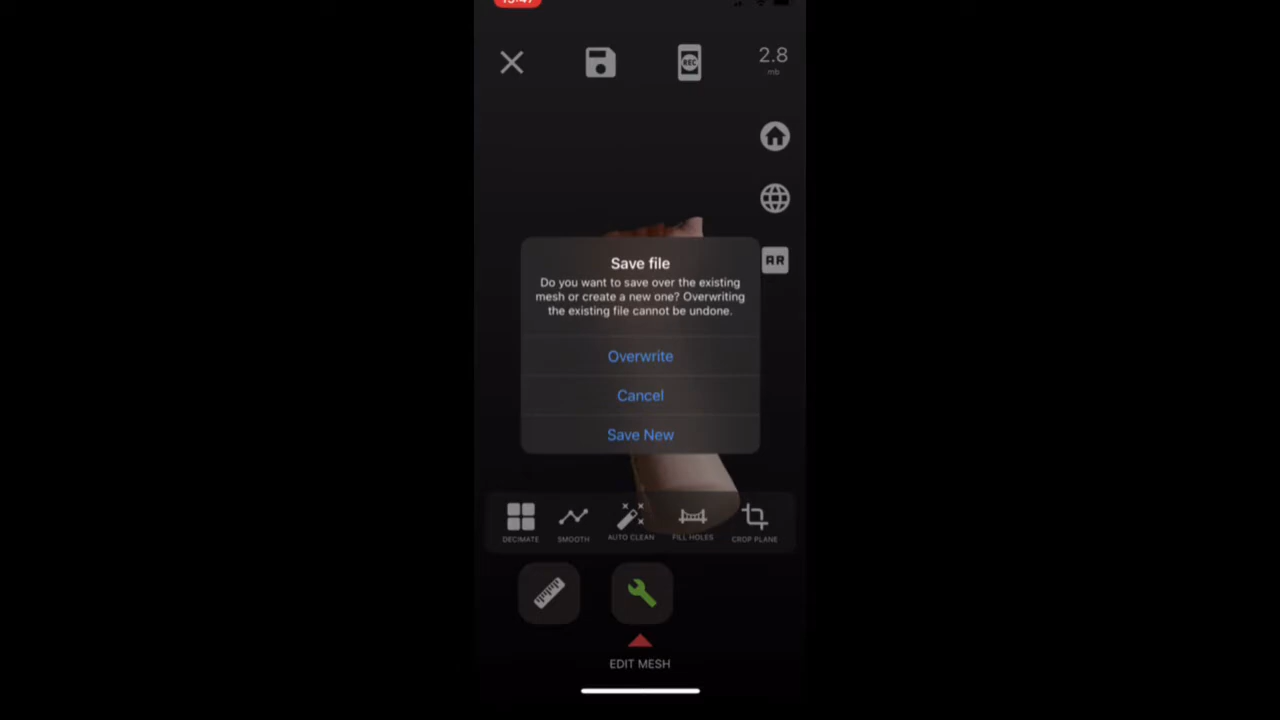 REC
2.8
mb
AR
Save file
Do you want to save over the existing
mesh or create a new one? Overwriting
the existing file cannot be undone.
Overwrite
Cancel
Save New
DECIMATE
SMOOTH
AUTO CLEAN
FILL HOLES
CROP PLANE
EDIT MESH